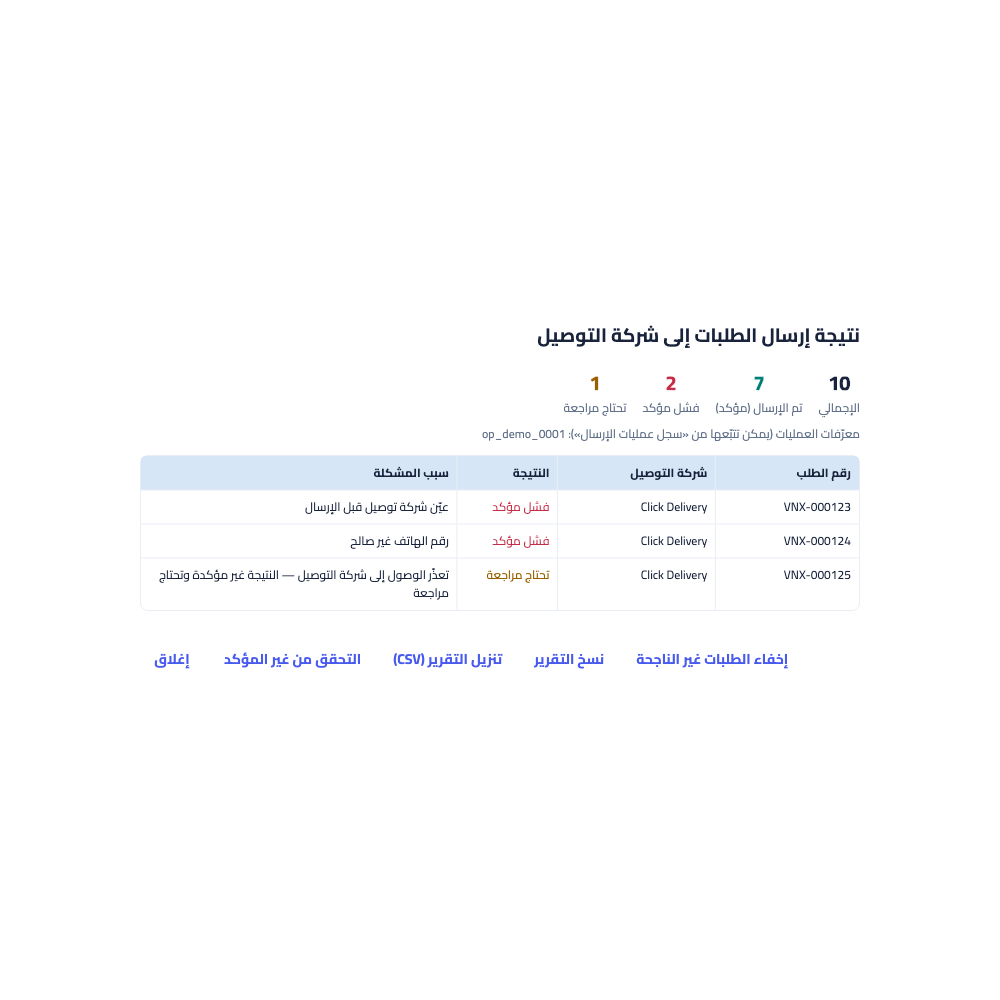 نتيجة إرسال الطلبات إلى شركة التوصيل
10 7 2 1
الإجمالي تم الإرسال (مؤكد) فشل مؤكد تحتاج مراجعة
معرّفات العمليات (يمكن تتبّعها من «سجل عمليات الإرسال»): op_demo_0001
رقم الطلب شركة التوصيل النتيجة سبب المشكلة
VNX-000123 Click Delivery فشل مؤكد عيّن شركة توصيل قبل الإرسال
VNX-000124 Click Delivery فشل مؤكد رقم الهاتف غير صالح
VNX-000125 Click Delivery تحتاج مراجعة تعذّر الوصول إلى شركة التوصيل — النتيجة غير مؤكدة وتحتاج
مراجعة
إخفاء الطلبات غير الناجحة نسخ التقرير تنزيل التقرير (CSV) التحقق من غير المؤكد إغلاق